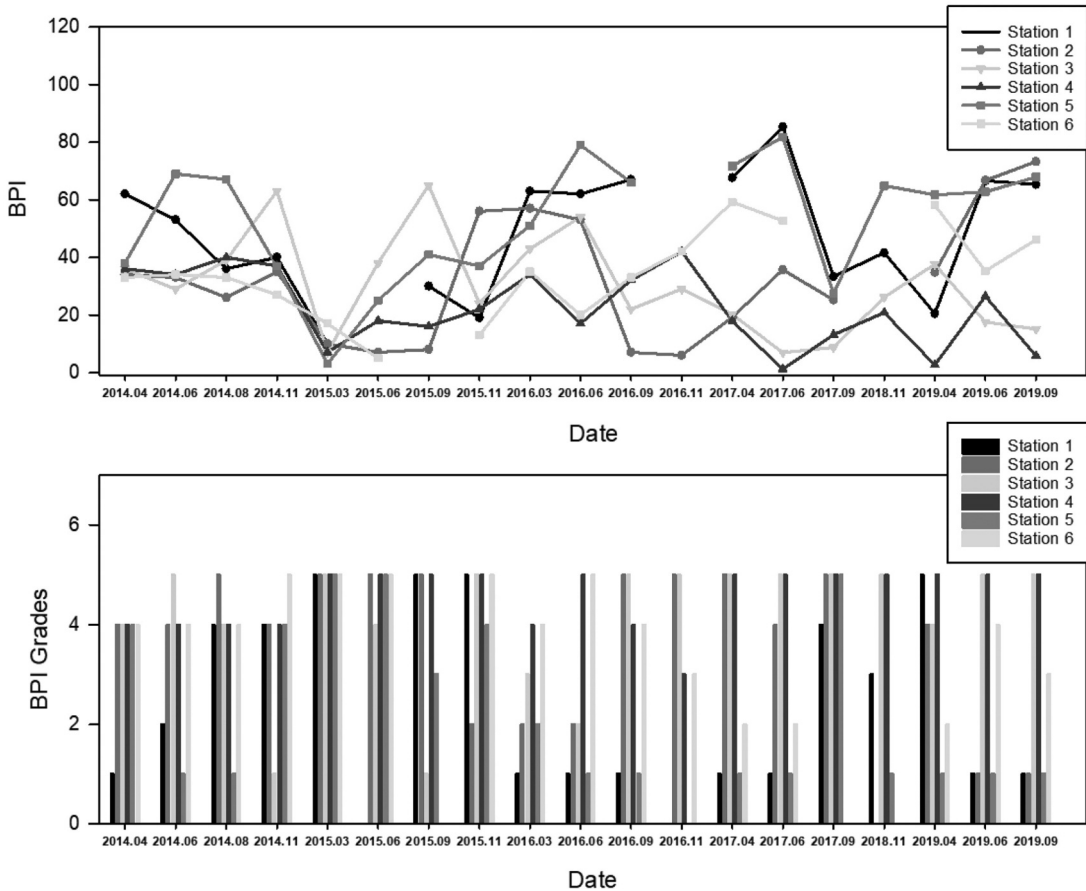 120
100
80
60
40
20
0
BPI
Station 1
Station 2
Station 3
Station 4
Station 5
Station 6
2014.04 2014.06 2014.08 2014.11 2015.03 2015.06 2015.09 2015.11 2016.03 2016.06 2016.09 2016.11 2017.04 2017.06 2017.09 2018.11 2019.04 2019.06 2019.09
Date
6
4
2
0
BPI Grades
Station 1
Station 2
Station 3
Station 4
Station 5
Station 6
2014.04 2014.06 2014.08 2014.11 2015.03 2015.06 2015.09 2015.11 2016.03 2016.06 2016.09 2016.11 2017.04 2017.06 2017.09 2018.11 2019.04 2019.06 2019.09
Date